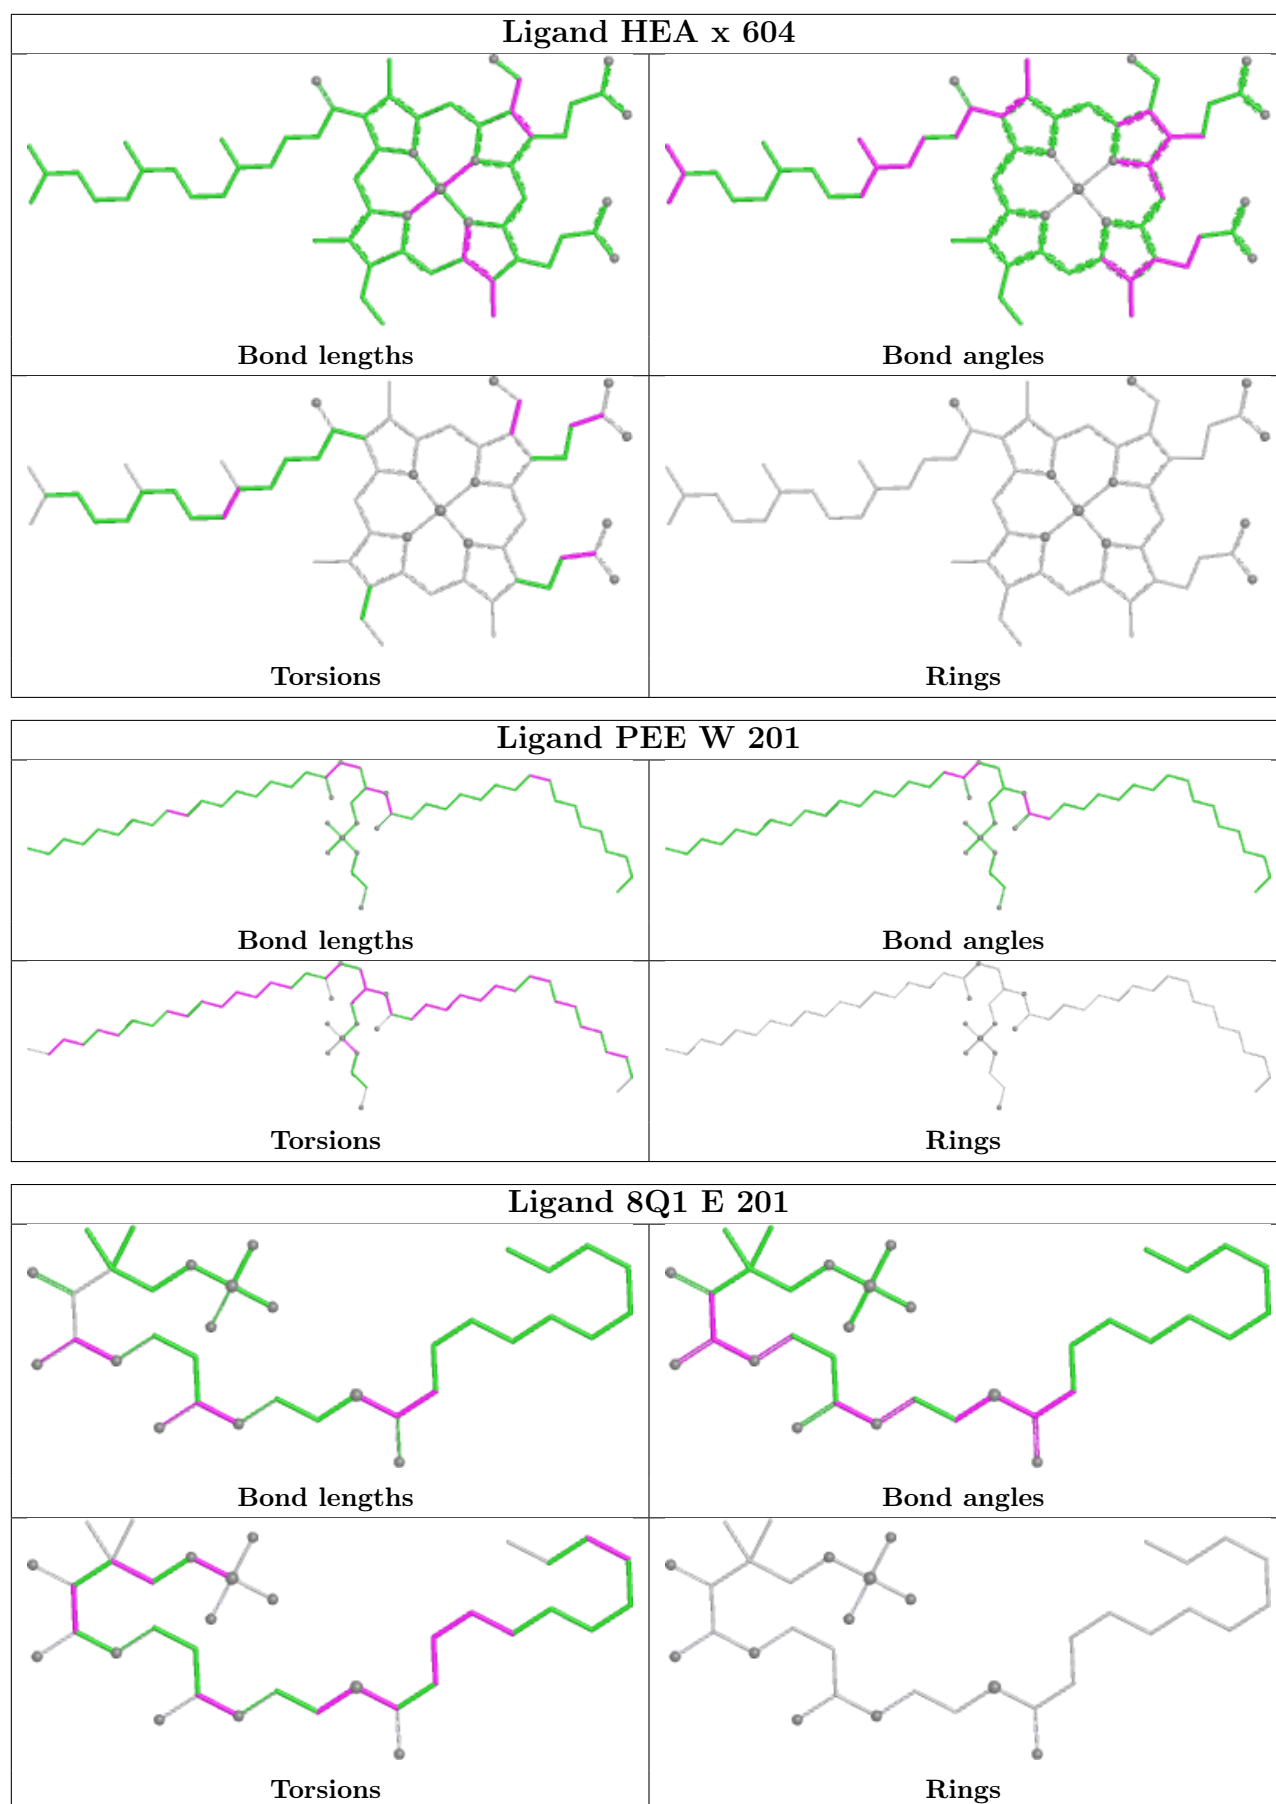 Ligand HEA x 604
Bond lengths
Bond angles
Torsions
Rings
Ligand PEE W 201
Bond lengths
Bond angles
Torsions
Rings
Ligand 8Q1 E 201
Bond lengths
Bond angles
Torsions
Rings